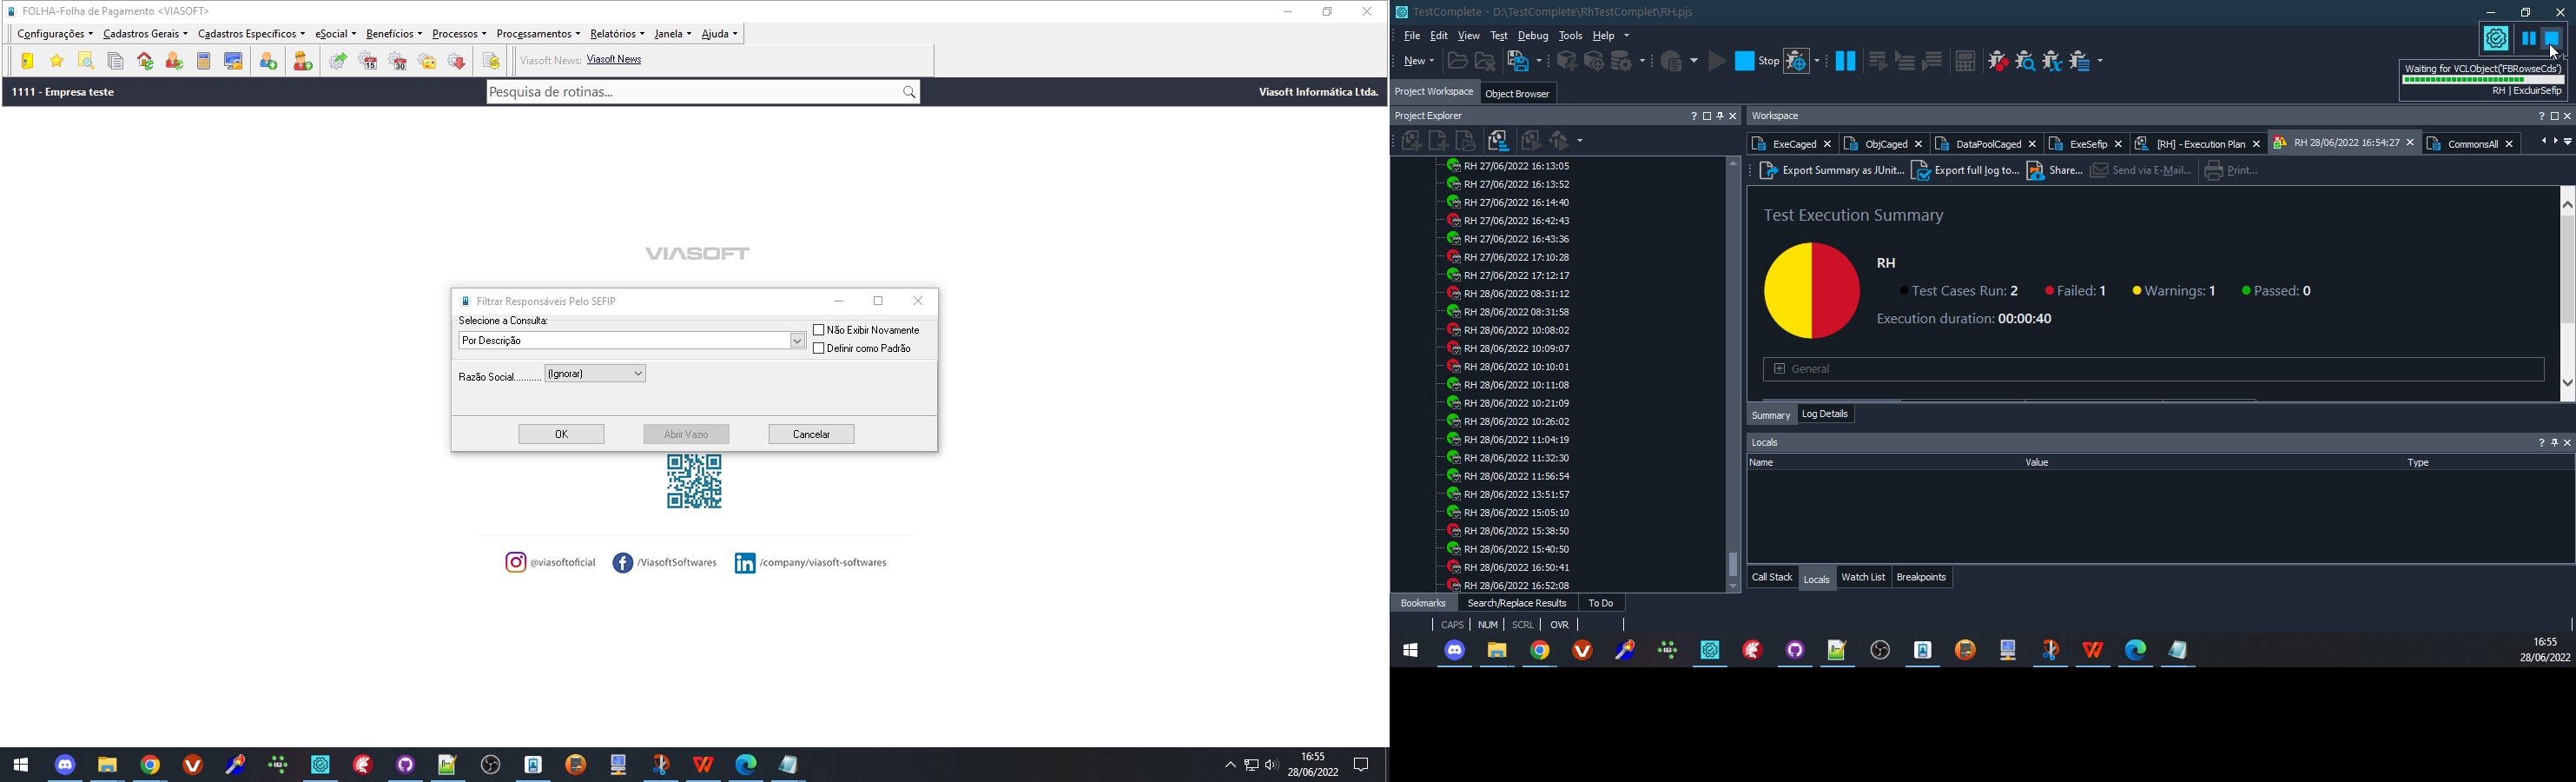 FOLHA-Folha de Pagamento <VIASOFT>
Configurações Cadastros Gerais Cadastros Específicos eSocial Benefícios Processos Processamentos Relatórios Janela Ajuda
Viasoft News: Viasoft News
1111 - Empresa teste
Pesquisa de rotinas...
Viasoft Informática Ltda.
VIASOFT
Filtrar Responsáveis Pelo SEFIP
Selecione a Consulta:
Por Descrição
Não Exibir Novamente
Definir como Padrão
Razão Social...........
(Ignorar)
OK
Abrir Vazio
Cancelar
@viasoftoficial
/ViasoftSoftwares
/company/viasoft-softwares
16:55
28/06/2022
TestComplete - D:\TestComplete\RhTestComplet\RH.pjs
File Edit View Test Debug Tools Help
New
Stop
Waiting for VCLObject('FBRowseCds')
RH | ExcluirSefip
Project Workspace
Object Browser
Project Explorer
RH 27/06/2022 16:13:05
RH 27/06/2022 16:13:52
RH 27/06/2022 16:14:40
RH 27/06/2022 16:42:43
RH 27/06/2022 16:43:36
RH 27/06/2022 17:10:28
RH 27/06/2022 17:12:17
RH 28/06/2022 08:31:12
RH 28/06/2022 08:31:58
RH 28/06/2022 10:08:02
RH 28/06/2022 10:09:07
RH 28/06/2022 10:10:01
RH 28/06/2022 10:11:08
RH 28/06/2022 10:21:09
RH 28/06/2022 10:26:02
RH 28/06/2022 11:04:19
RH 28/06/2022 11:32:30
RH 28/06/2022 11:56:54
RH 28/06/2022 13:51:57
RH 28/06/2022 15:05:10
RH 28/06/2022 15:38:50
RH 28/06/2022 15:40:50
RH 28/06/2022 16:50:41
RH 28/06/2022 16:52:08
Bookmarks
Search/Replace Results
To Do
Workspace
ExeCaged
ObjCaged
DataPoolCaged
ExeSefip
[RH] - Execution Plan
RH 28/06/2022 16:54:27
CommonsAll
Export Summary as JUnit...
Export full log to...
Share...
Send via E-Mail...
Print...
Test Execution Summary
RH
Test Cases Run: 2
Failed: 1
Warnings: 1
Passed: 0
Execution duration: 00:00:40
General
Summary
Log Details
Locals
Name
Value
Type
Call Stack
Locals
Watch List
Breakpoints
CAPS
NUM
SCRL
OVR
16:55
28/06/2022